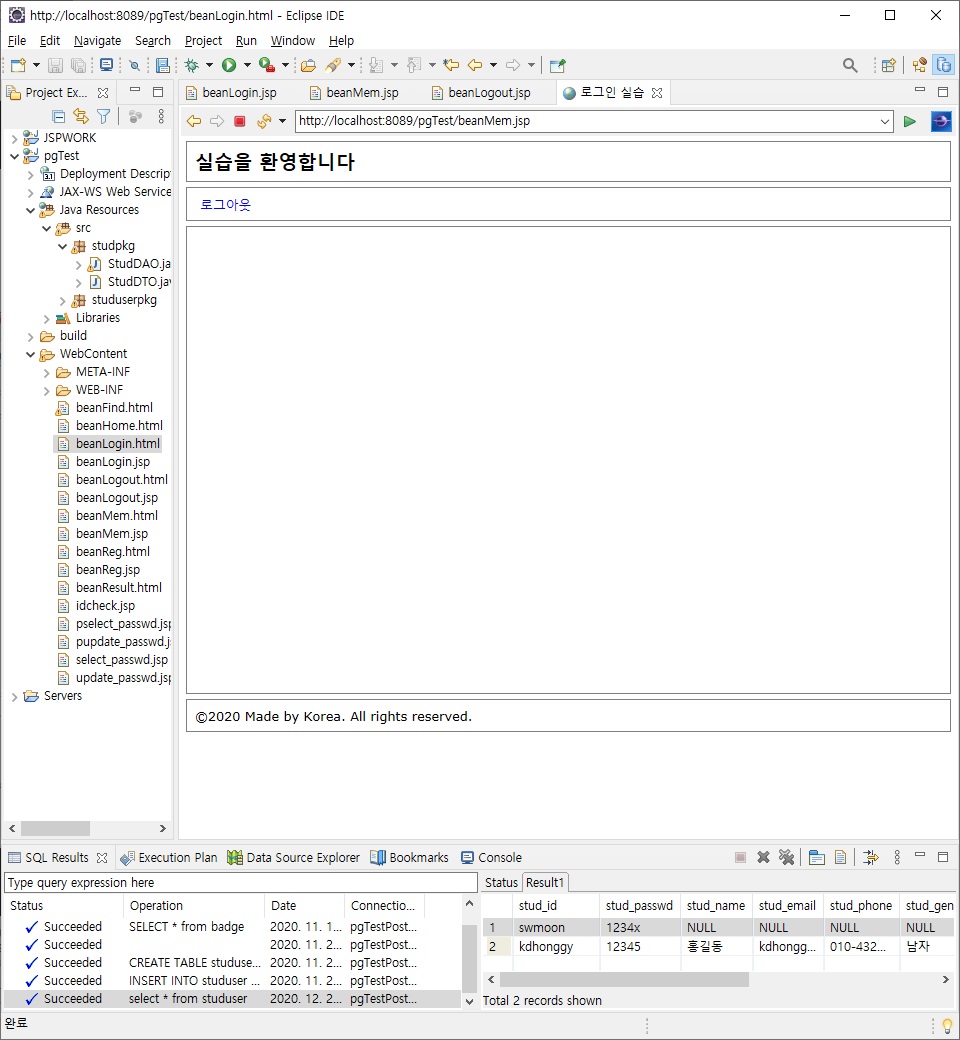 http://localhost:8089/pgTest/beanLogin.html - Eclipse IDE
File Edit Navigate Search Project Run Window Help
Project Ex...
beanLogin.jsp beanMem.jsp beanLogout.jsp 로그인 실습
http://localhost:8089/pgTest/beanMem.jsp
JSPWORK
pgTest
Deployment Descrip
JAX-WS Web Service
Java Resources
src
studpkg
StudDAO.ja
StudDTO.jav
studuserpkg
Libraries
build
WebContent
META-INF
WEB-INF
beanFind.html
beanHome.html
beanLogin.html
beanLogin.jsp
beanLogout.html
beanLogout.jsp
beanMem.html
beanMem.jsp
beanReg.html
beanReg.jsp
beanResult.html
idcheck.jsp
pselect_passwd.jsp
pupdate_passwd.j
select_passwd.jsp
update_passwd.jsp
Servers
실습을 환영합니다
로그아웃
©2020 Made by Korea. All rights reserved.
SQL Results Execution Plan Data Source Explorer Bookmarks Console
Type query expression here
Status Operation Date Connectio...
Succeeded SELECT * from badge 2020. 11. 1... pgTestPost...
Succeeded 2020. 11. 2... pgTestPost...
Succeeded CREATE TABLE studuse... 2020. 11. 2... pgTestPost...
Succeeded INSERT INTO studuser ... 2020. 11. 2... pgTestPost...
Succeeded select * from studuser 2020. 12. 2... pgTestPost...
Status Result1
stud_id stud_passwd stud_name stud_email stud_phone stud_gen
1 swmoon 1234x NULL NULL NULL NULL
2 kdhonggy 12345 홍길동 kdhongg... 010-432... 남자
Total 2 records shown
완료